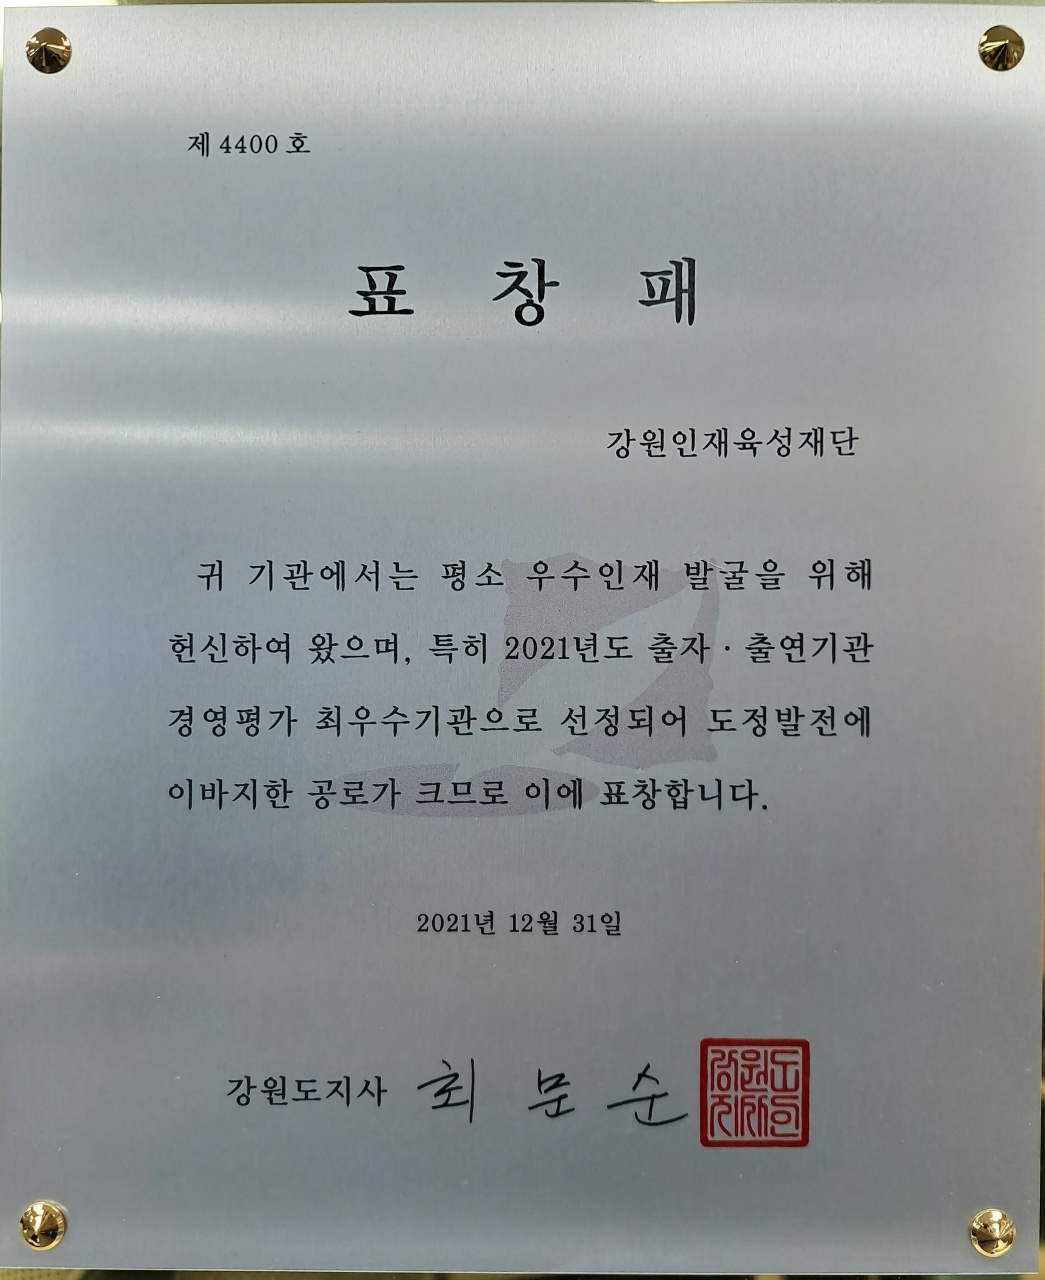 제 4400 호
표 창 패
강원인재육성재단
귀 기관에서는 평소 우수인재 발굴을 위해
헌신하여 왔으며, 특히 2021년도 출자 · 출연기관
경영평가 최우수기관으로 선정되어 도정발전에
이바지한 공로가 크므로 이에 표창합니다.
2021년 12월 31일
강원도지사 최 문 순